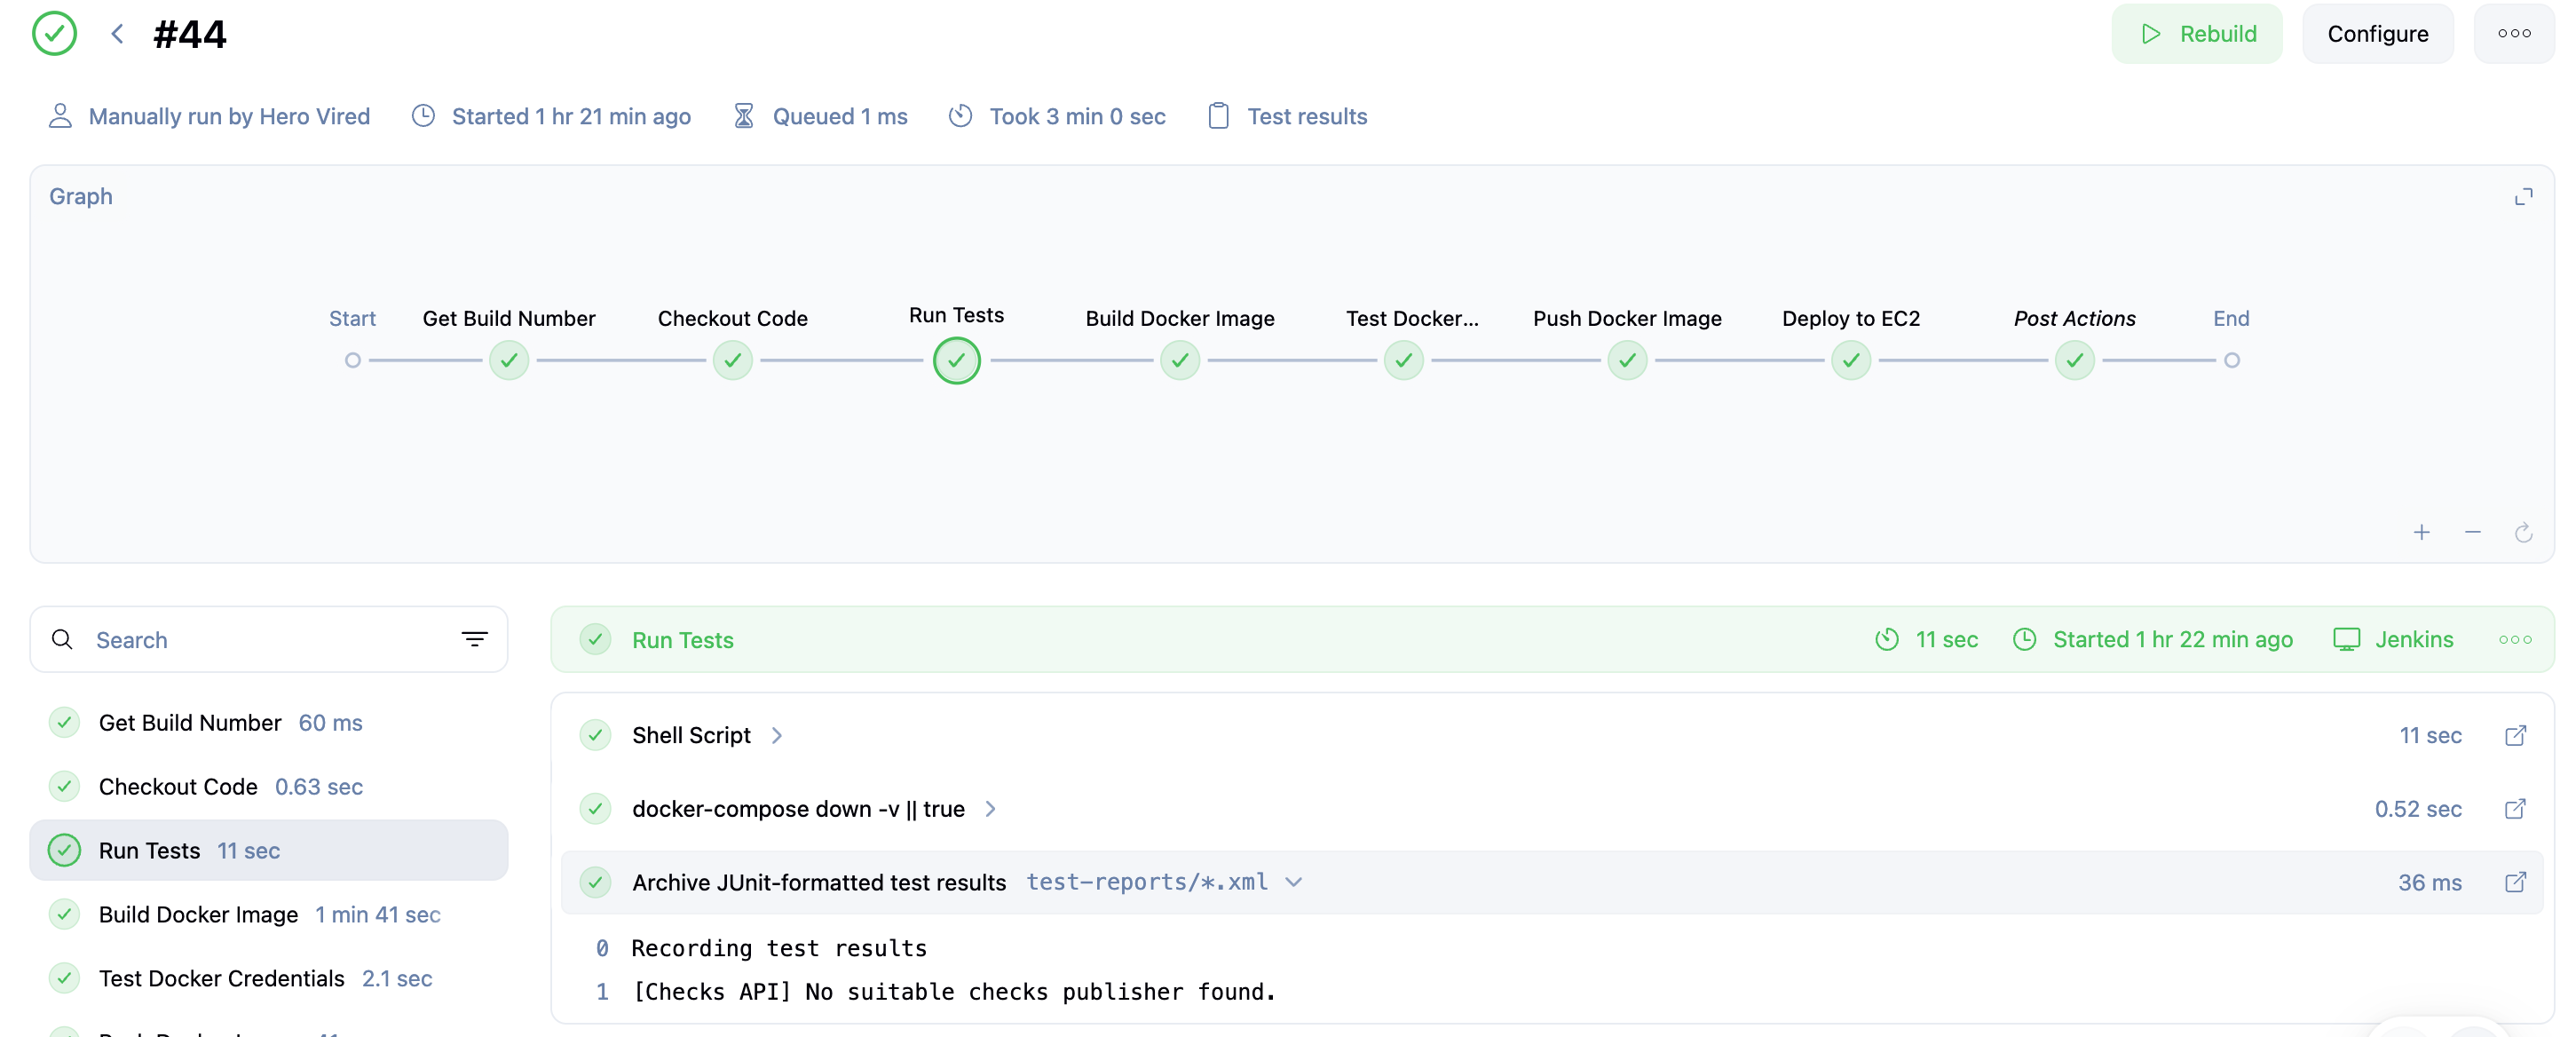 #44
Rebuild
Configure
Manually run by Hero Vired
Started 1 hr 21 min ago
Queued 1 ms
Took 3 min 0 sec
Test results
Graph
Start
Get Build Number
Checkout Code
Run Tests
Build Docker Image
Test Docker...
Push Docker Image
Deploy to EC2
Post Actions
End
Search
Get Build Number 60 ms
Checkout Code 0.63 sec
Run Tests 11 sec
Build Docker Image 1 min 41 sec
Test Docker Credentials 2.1 sec
Run Tests
11 sec
Started 1 hr 22 min ago
Jenkins
Shell Script
11 sec
docker-compose down -v || true
0.52 sec
Archive JUnit-formatted test results test-reports/*.xml
36 ms
0 Recording test results
1 [Checks API] No suitable checks publisher found.